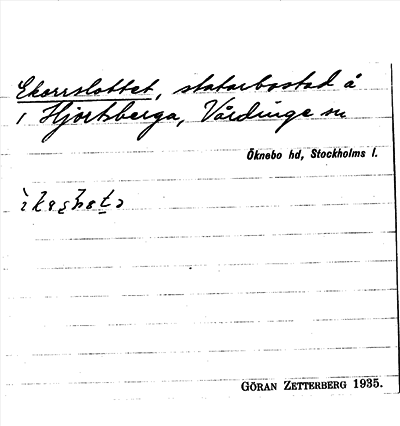 Ekorrslottet, statarbostad å
1 Hjortsberga, Vårdinge sn
Öknebo hd, Stockholms l.
GÖRAN ZETTERBERG 1935.